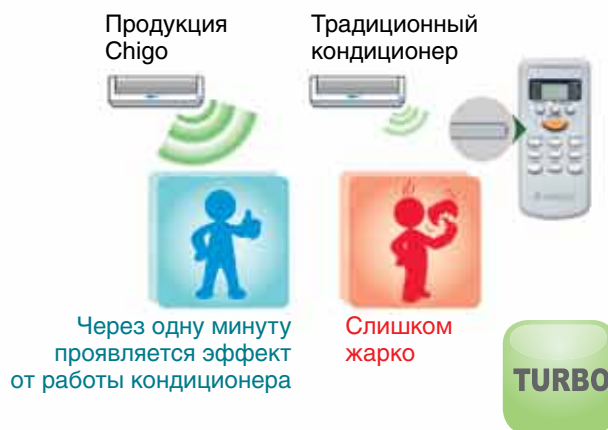 Продукция
Chigo
Традиционный
кондиционер
Через одну минуту
проявляется эффект
от работы кондиционера
Слишком
жарко
TURBO